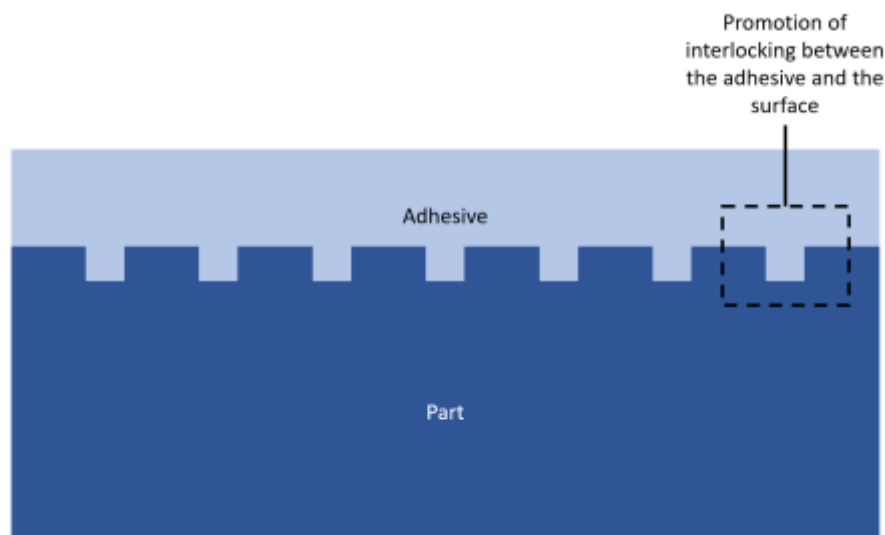 Promotion of
interlocking between
the adhesive and the
surface
Adhesive
Part